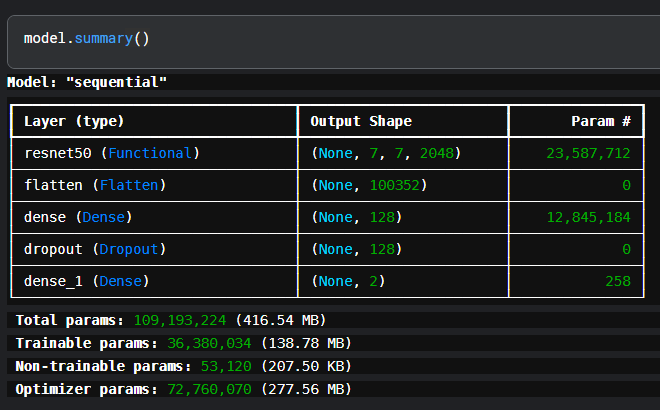 model.summary()
Model: "sequential"
Layer (type) Output Shape Param #
resnet50 (Functional) (None, 7, 7, 2048) 23,587,712
flatten (Flatten) (None, 100352) 0
dense (Dense) (None, 128) 12,845,184
dropout (Dropout) (None, 128) 0
dense_1 (Dense) (None, 2) 258
Total params: 109,193,224 (416.54 MB)
Trainable params: 36,380,034 (138.78 MB)
Non-trainable params: 53,120 (207.50 KB)
Optimizer params: 72,760,070 (277.56 MB)